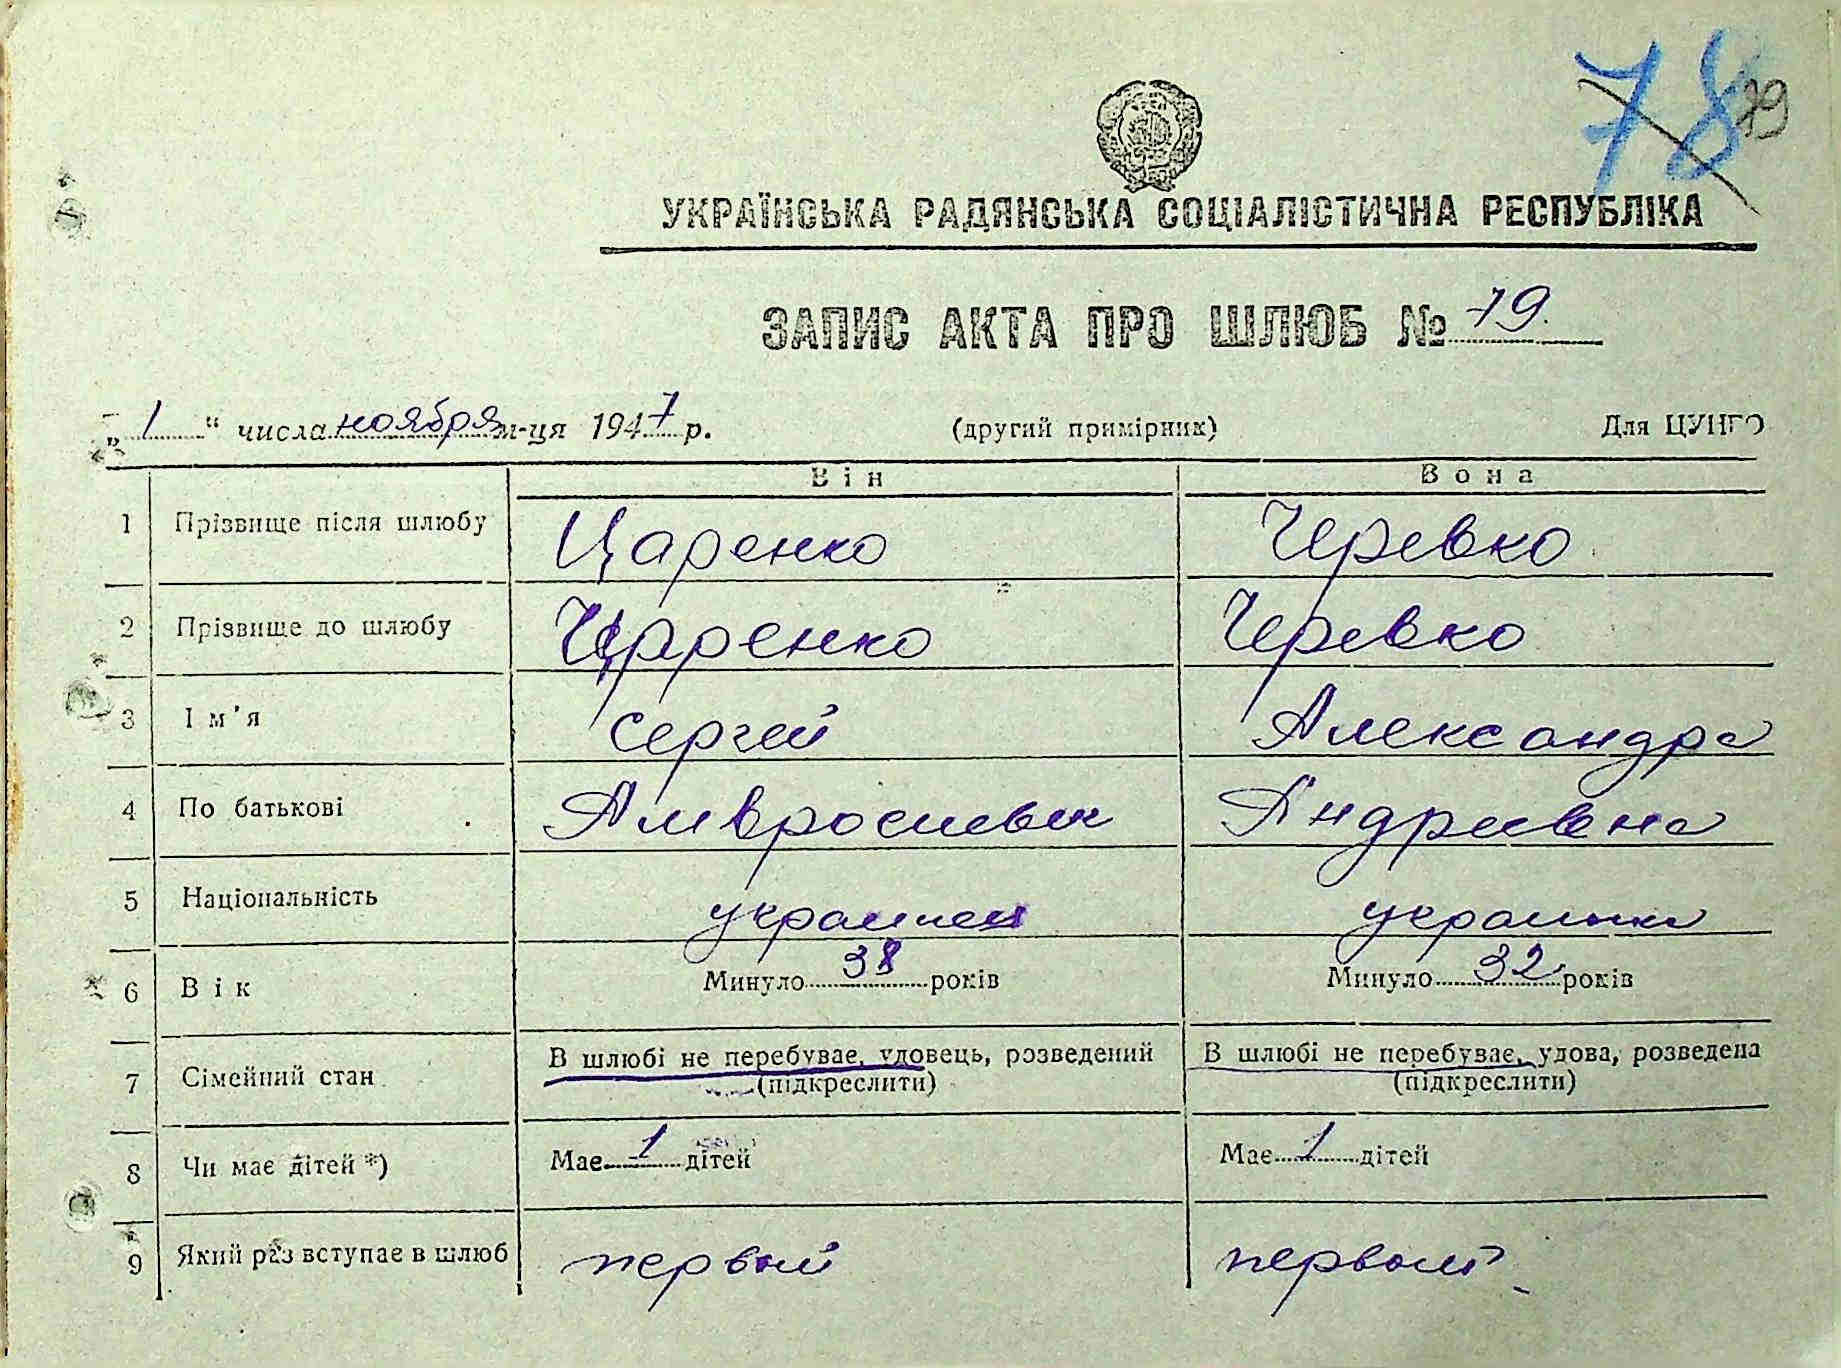 78 79
УКРАЇНСЬКА РАДЯНСЬКА СОЦІАЛІСТИЧНА РЕСПУБЛІКА
ЗАПИС АКТА ПРО ШЛЮБ № 79.
„1“ числа ноября м-ця 1947 р. (другий примірник) Для ЦУНГО
Він Вона
1 Прізвище після шлюбу Царенко Черевко
2 Прізвище до шлюбу Царенко Черевко
3 Ім'я Сергей Александра
4 По батькові Амвросиевич Андреевна
5 Національність украинец украинка
6 Вік Минуло 38 років Минуло 32 років
7 Сімейний стан В шлюбі не перебуває, удовець, розведений В шлюбі не перебуває, удова, розведена
(підкреслити) (підкреслити)
8 Чи має дітей *) Має 1 дітей Має 1 дітей
9 Який раз вступає в шлюб первый первый